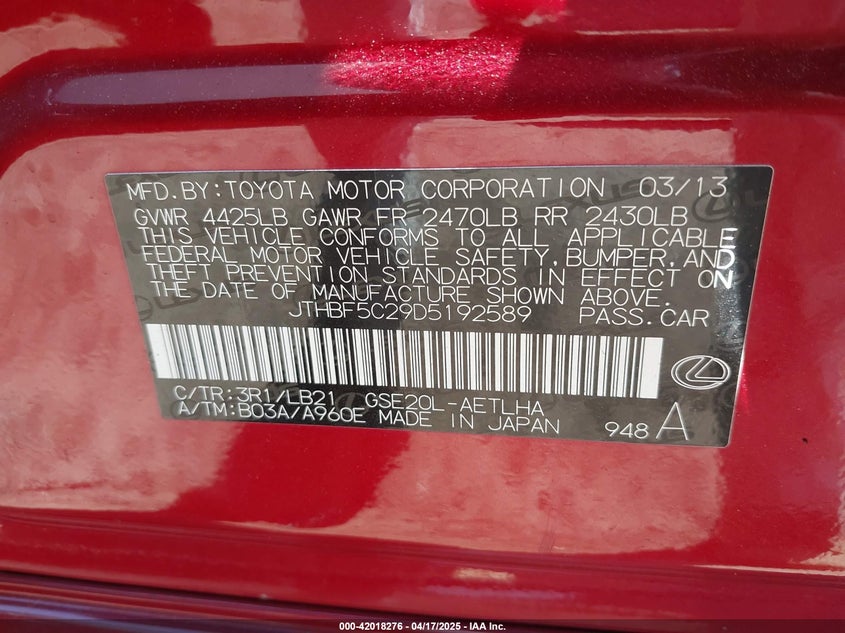 MFD.BY:TOYOTA MOTOR CORPORATION 03/13
GVWR 4425LB GAWR FR 2470LB RR 2430LB
THIS VEHICLE CONFORMS TO ALL APPLICABLE
FEDERAL MOTOR VEHICLE SAFETY,BUMPER,AND
THEFT PREVENTION STANDARDS IN EFFECT ON
THE DATE OF MANUFACTURE SHOWN ABOVE.
JTHBF5C29D5192589 PASS.CAR
C/TR:3R1/LB21 GSE20L-AETLHA
A/TM:B03A/A960E MADE IN JAPAN
948 A
000-42018276 - 04/17/2025 - IAA Inc.